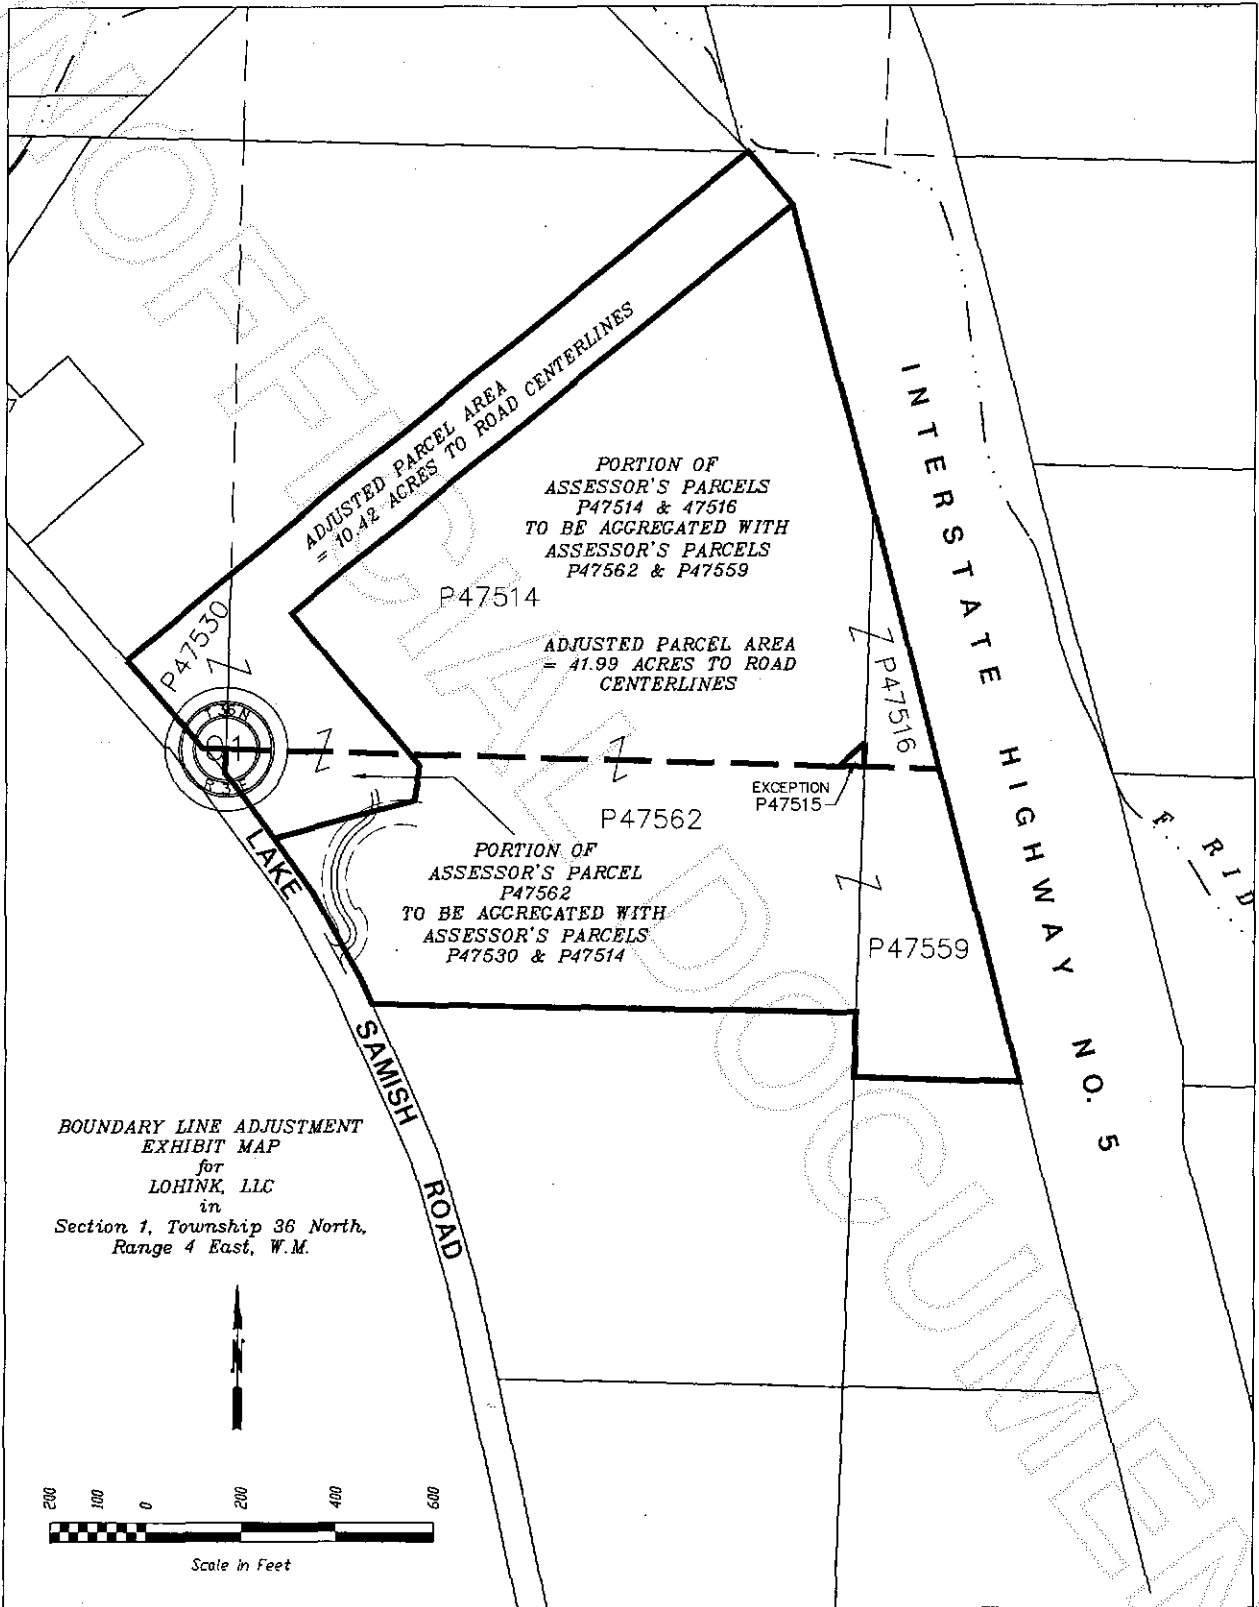 ADJUSTED PARCEL AREA
= 10.42 ACRES TO ROAD CENTERLINES
PORTION OF
ASSESSOR'S PARCELS
P47514 & 47516
TO BE AGGREGATED WITH
ASSESSOR'S PARCELS
P47562 & P47559
P47514
P47530
ADJUSTED PARCEL AREA
= 41.99 ACRES TO ROAD
CENTERLINES
P47516
INTERSTATE HIGHWAY NO. 5
EXCEPTION
P47515
P47562
F. RID
LAKE SAMISH ROAD
PORTION OF
ASSESSOR'S PARCEL
P47562
TO BE AGGREGATED WITH
ASSESSOR'S PARCELS
P47530 & P47514
P47559
BOUNDARY LINE ADJUSTMENT
EXHIBIT MAP
for
LOHINK, LLC
in
Section 1, Township 36 North,
Range 4 East, W.M.
N
200 100 0 200 400 600
Scale in Feet
UNOFFICIAL DOCUMENT